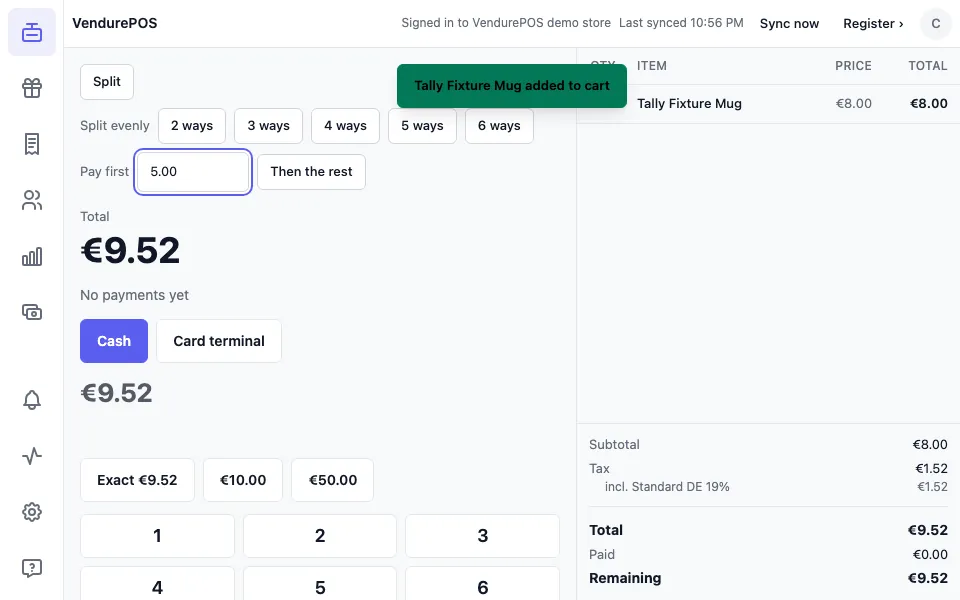 VendurePOS
Signed in to VendurePOS demo store Last synced 10:56 PM Sync now Register › C
Split
Tally Fixture Mug added to cart
QTY ITEM PRICE TOTAL
Tally Fixture Mug €8.00 €8.00
Split evenly 2 ways 3 ways 4 ways 5 ways 6 ways
Pay first 5.00 Then the rest
Total
€9.52
No payments yet
Cash Card terminal
€9.52
Exact €9.52 €10.00 €50.00
1 2 3
4 5 6
Subtotal €8.00
Tax €1.52
incl. Standard DE 19% €1.52
Total €9.52
Paid €0.00
Remaining €9.52